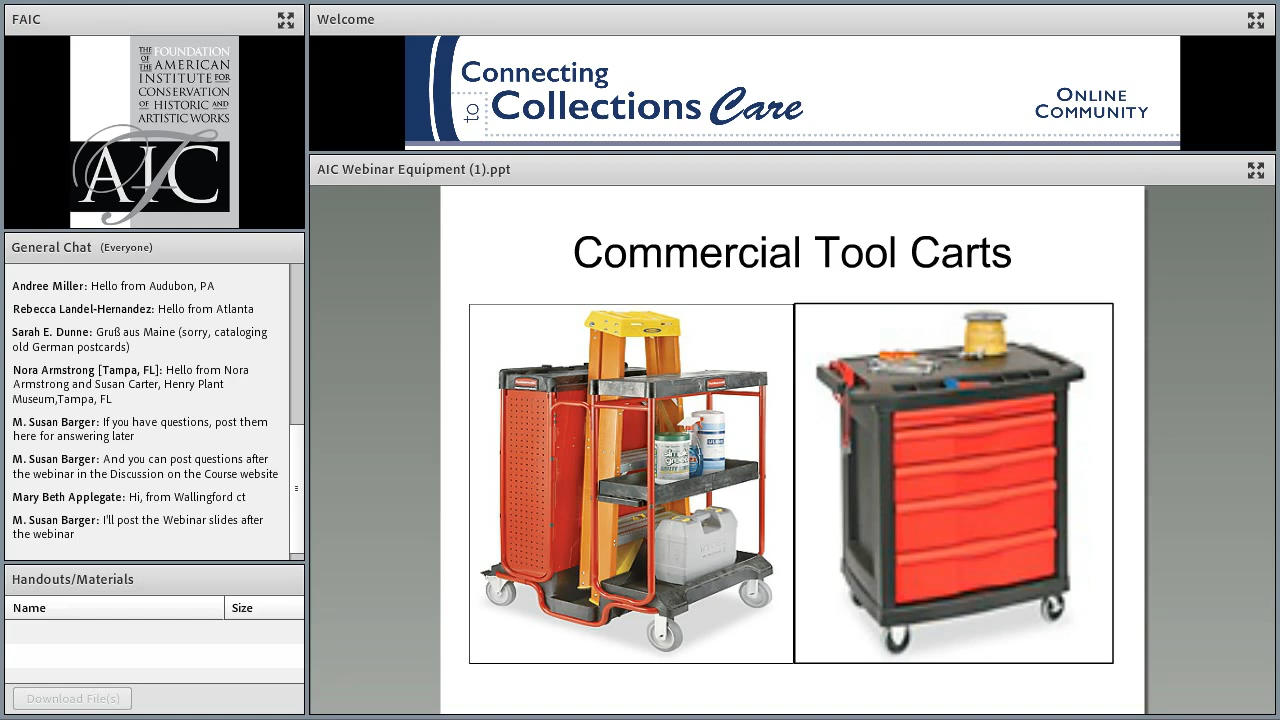 FAIC
THE FOUNDATION
OF THE AMERICAN
INSTITUTE FOR
CONSERVATION
OF HISTORIC AND
ARTISTIC WORKS
AIC
General Chat (Everyone)
Andree Miller: Hello from Audubon, PA
Rebecca Landel-Hernandez: Hello from Atlanta
Sarah E. Dunne: Gruß aus Maine (sorry, cataloging
old German postcards)
Nora Armstrong [Tampa, FL]: Hello from Nora
Armstrong and Susan Carter, Henry Plant
Museum,Tampa, FL
M. Susan Barger: If you have questions, post them
here for answering later
M. Susan Barger: And you can post questions after
the webinar in the Discussion on the Course website
Mary Beth Applegate: Hi, from Wallingford ct
M. Susan Barger: I'll post the Webinar slides after
the webinar
Handouts/Materials
Name Size
Download File(s)
Welcome
Connecting
to Collections Care
ONLINE
COMMUNITY
AIC Webinar Equipment (1).ppt
Commercial Tool Carts